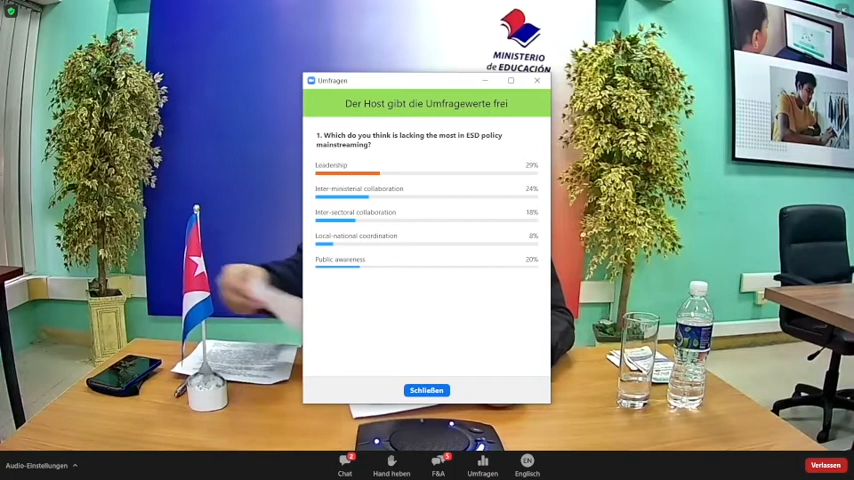 MINISTERIO
de EDUCACIÓN
Umfragen
Der Host gibt die Umfragewerte frei
1. Which do you think is lacking the most in ESD policy
mainstreaming?
Leadership 29%
Inter-ministerial collaboration 24%
Inter-sectoral collaboration 18%
Local-national coordination 8%
Public awareness 20%
Schließen
Audio-Einstellungen
2
Chat
Hand heben
5
F&A
Umfragen
EN
Englisch
Verlassen